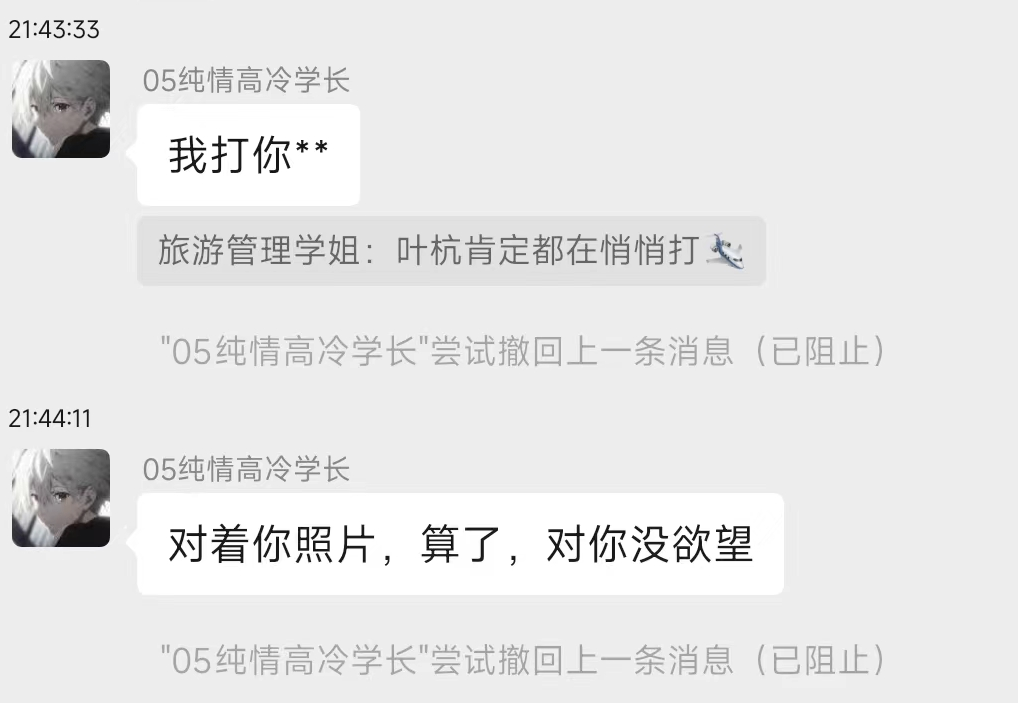 21:43:33
05纯情高冷学长
我打你**
旅游管理学姐：叶杭肯定都在悄悄打🛬
"05纯情高冷学长"尝试撤回上一条消息（已阻止）
21:44:11
05纯情高冷学长
对着你照片，算了，对你没欲望
"05纯情高冷学长"尝试撤回上一条消息（已阻止）